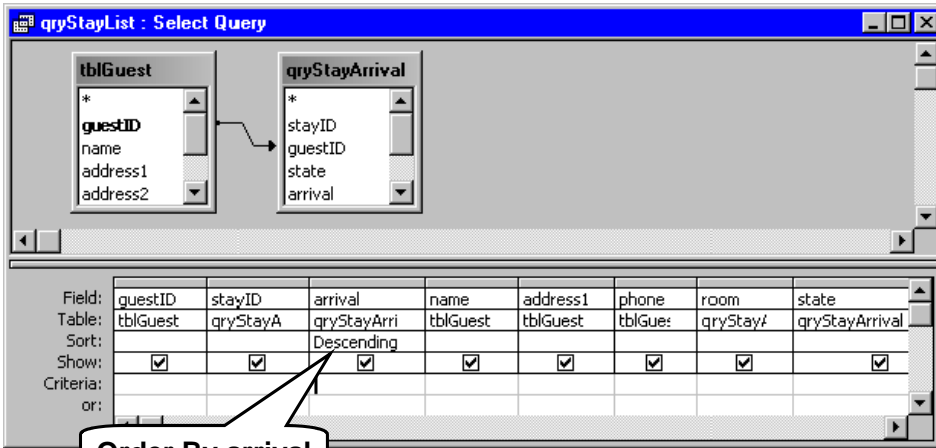 qryStayList : Select Query
tblGuest
*
guestID
name
address1
address2
qryStayArrival
*
stayID
guestID
state
arrival
Field: guestID stayID arrival name address1 phone room state
Table: tblGuest qryStayA qryStayArri tblGuest tblGuest tblGues qryStayA qryStayArrival
Sort: Descending
Show:
Criteria:
or:
Order By arrival